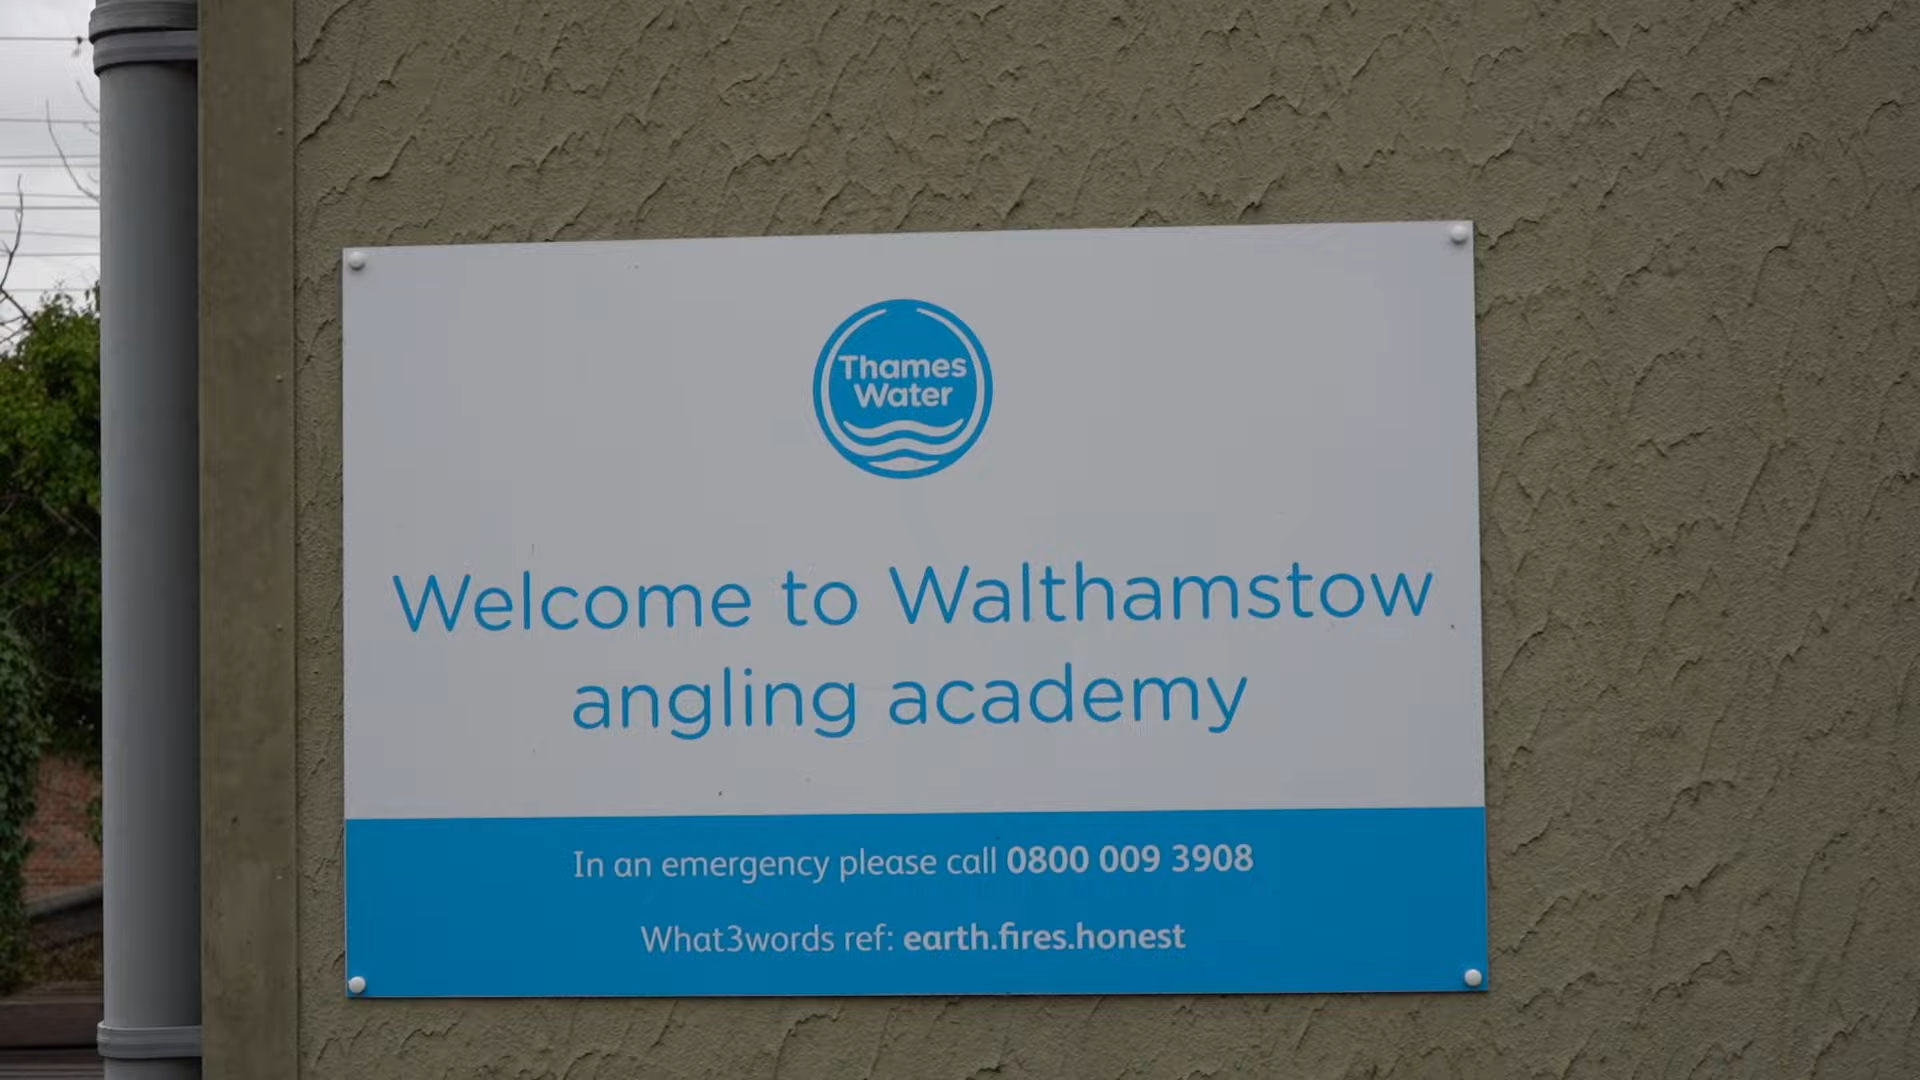 Thames
Water
Welcome to Walthamstow
angling academy
In an emergency please call 0800 009 3908
What3words ref: earth.fires.honest